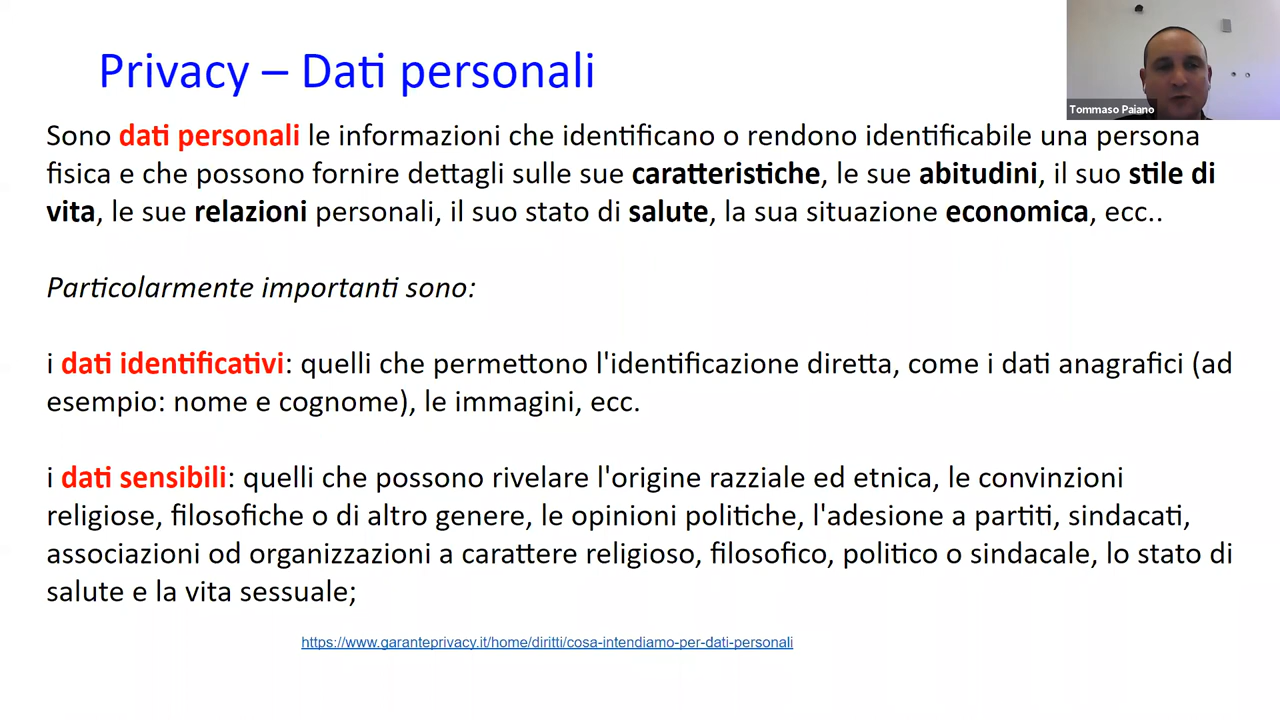 Privacy – Dati personali
Tommaso Paiano
Sono dati personali le informazioni che identificano o rendono identificabile una persona
fisica e che possono fornire dettagli sulle sue caratteristiche, le sue abitudini, il suo stile di
vita, le sue relazioni personali, il suo stato di salute, la sua situazione economica, ecc..
Particolarmente importanti sono:
i dati identificativi: quelli che permettono l'identificazione diretta, come i dati anagrafici (ad
esempio: nome e cognome), le immagini, ecc.
i dati sensibili: quelli che possono rivelare l'origine razziale ed etnica, le convinzioni
religiose, filosofiche o di altro genere, le opinioni politiche, l'adesione a partiti, sindacati,
associazioni od organizzazioni a carattere religioso, filosofico, politico o sindacale, lo stato di
salute e la vita sessuale;
https://www.garanteprivacy.it/home/diritti/cosa-intendiamo-per-dati-personali